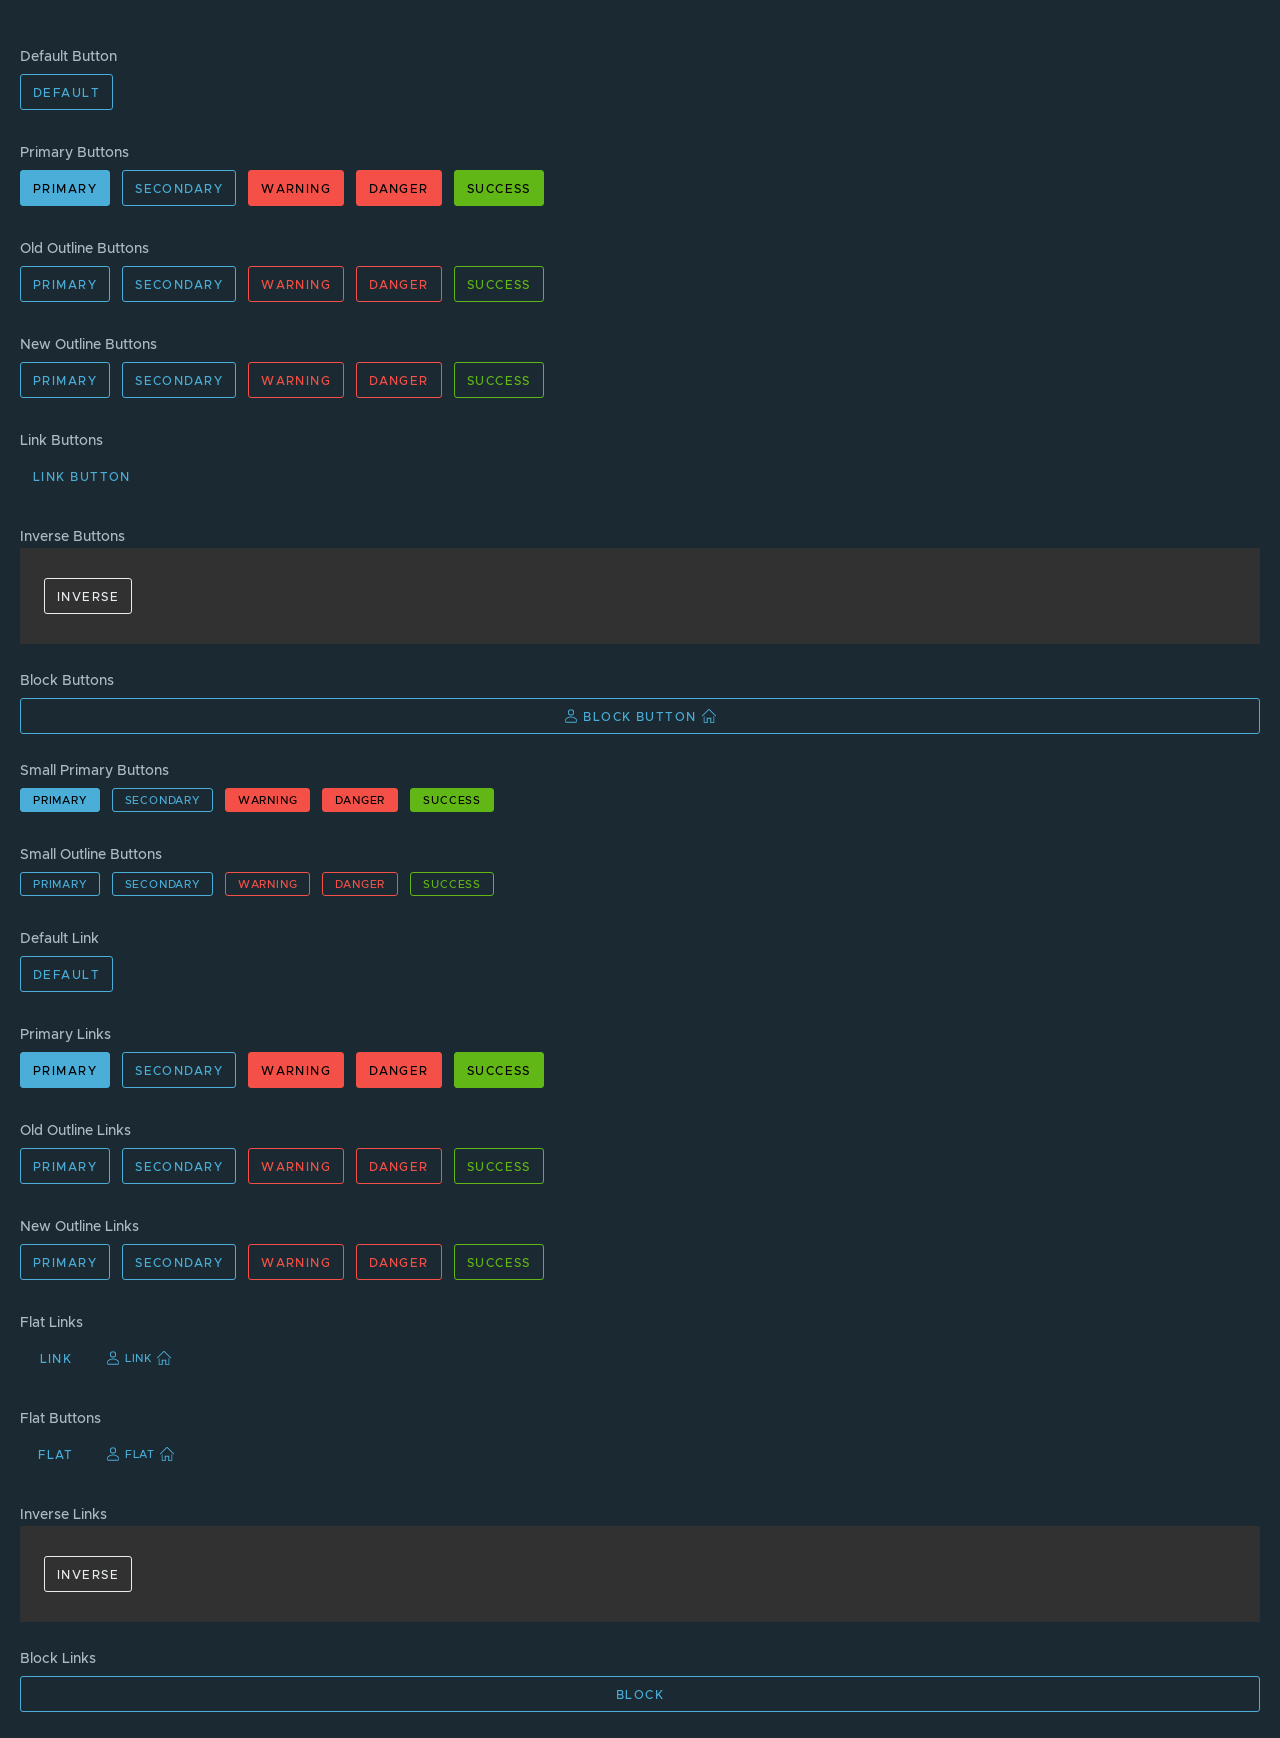 Default Button
DEFAULT
Primary Buttons
PRIMARY SECONDARY WARNING DANGER SUCCESS
Old Outline Buttons
PRIMARY SECONDARY WARNING DANGER SUCCESS
New Outline Buttons
PRIMARY SECONDARY WARNING DANGER SUCCESS
Link Buttons
LINK BUTTON
Inverse Buttons
INVERSE
Block Buttons
BLOCK BUTTON
Small Primary Buttons
PRIMARY SECONDARY WARNING DANGER SUCCESS
Small Outline Buttons
PRIMARY SECONDARY WARNING DANGER SUCCESS
Default Link
DEFAULT
Primary Links
PRIMARY SECONDARY WARNING DANGER SUCCESS
Old Outline Links
PRIMARY SECONDARY WARNING DANGER SUCCESS
New Outline Links
PRIMARY SECONDARY WARNING DANGER SUCCESS
Flat Links
LINK LINK
Flat Buttons
FLAT FLAT
Inverse Links
INVERSE
Block Links
BLOCK